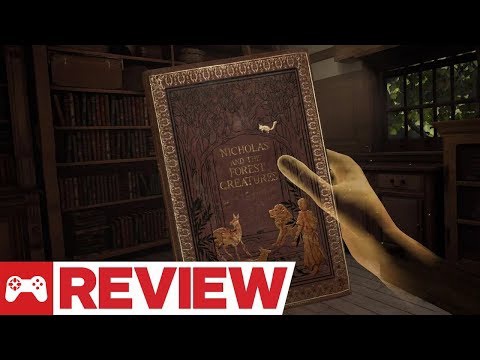 NICHOLAS
AND THE
FOREST
CREATURES
REVIEW